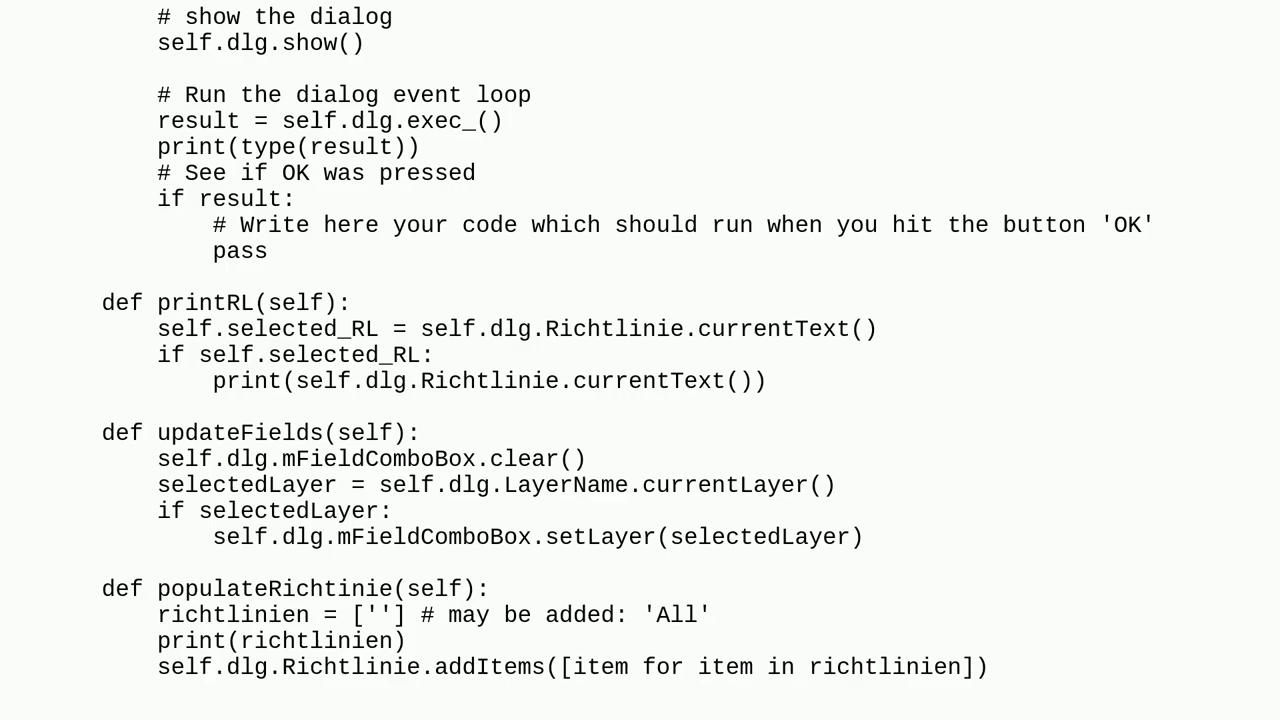 # show the dialog
self.dlg.show()
# Run the dialog event loop
result = self.dlg.exec_()
print(type(result))
# See if OK was pressed
if result:
# Write here your code which should run when you hit the button 'OK'
pass
def printRL(self):
self.selected_RL = self.dlg.Richtlinie.currentText()
if self.selected_RL:
print(self.dlg.Richtlinie.currentText())
def updateFields(self):
self.dlg.mFieldComboBox.clear()
selectedLayer = self.dlg.LayerName.currentLayer()
if selectedLayer:
self.dlg.mFieldComboBox.setLayer(selectedLayer)
def populateRichtinie(self):
richtlinien = [''] # may be added: 'All'
print(richtlinien)
self.dlg.Richtlinie.addItems([item for item in richtlinien])